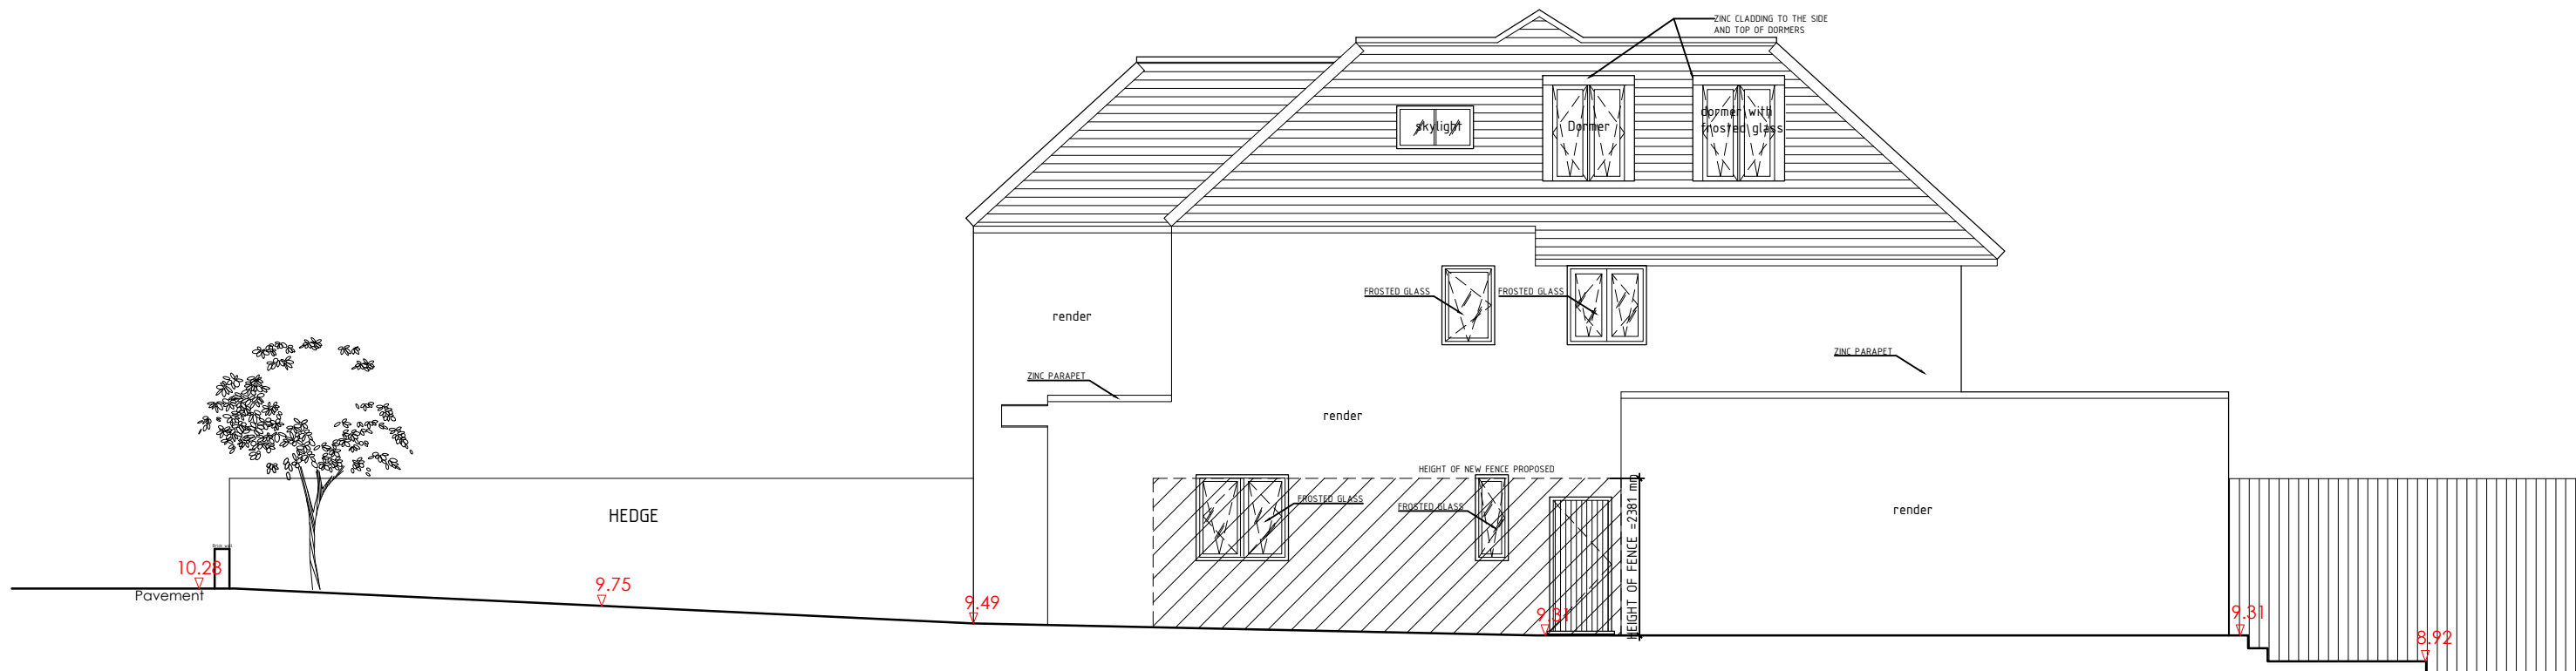 ZINC CLADDING TO THE SIDE
AND TOP OF DORMERS
skylight
Dormer
dormer with
frosted glass
FROSTED GLASS
FROSTED GLASS
render
ZINC PARAPET
ZINC PARAPET
render
HEIGHT OF NEW FENCE PROPOSED
FROSTED GLASS
FROSTED GLASS
HEIGHT OF FENCE =2381 mm
render
HEDGE
10.28
Pavement
9.75
9.49
9.31
9.31
8.92